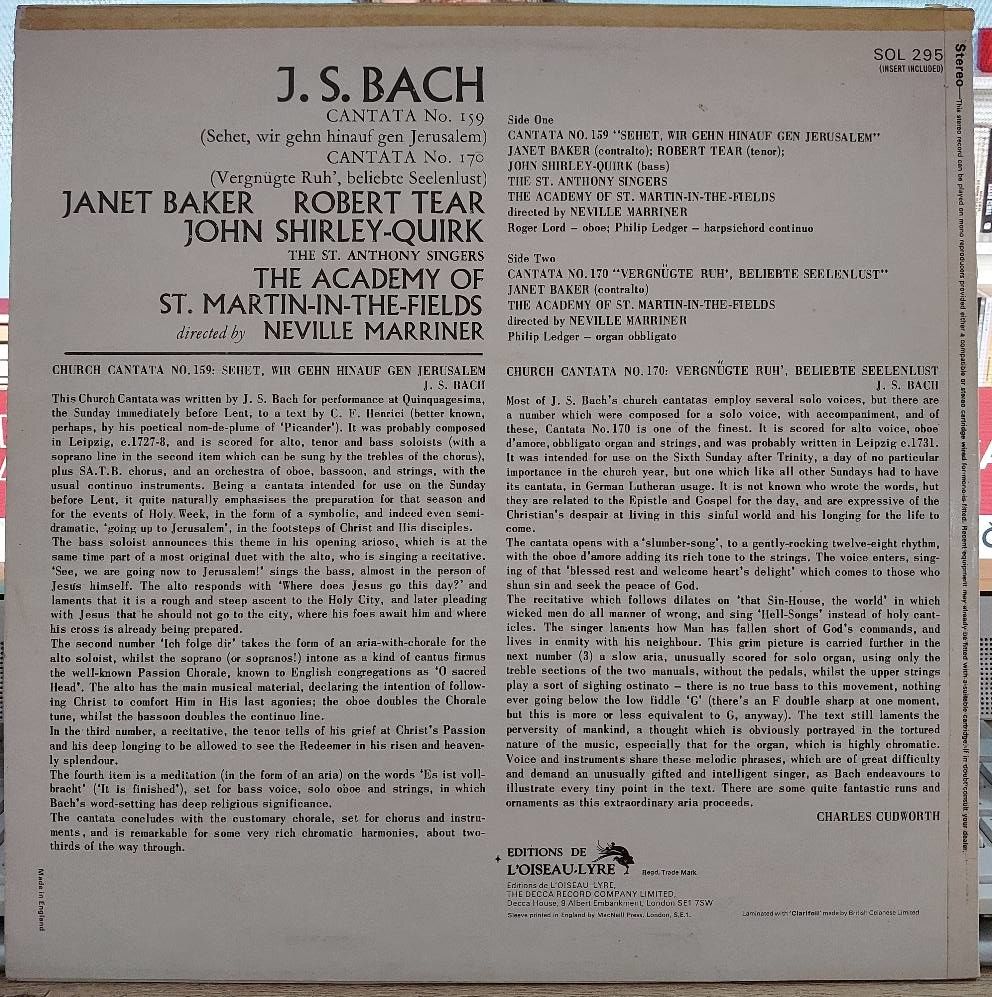 SOL 295
(INSERT INCLUDED)
J. S. BACH
CANTATA No. 159
(Sehet, wir gehn hinauf gen Jerusalem)
CANTATA No. 170
(Vergnügte Ruh', beliebte Seelenlust)
JANET BAKER ROBERT TEAR
JOHN SHIRLEY-QUIRK
THE ST. ANTHONY SINGERS
THE ACADEMY OF
ST. MARTIN-IN-THE-FIELDS
directed by NEVILLE MARRINER
Side One
CANTATA NO. 159 "SEHET, WIR GEHN HINAUF GEN JERUSALEM"
JANET BAKER (contralto); ROBERT TEAR (tenor);
JOHN SHIRLEY-QUIRK (bass)
THE ST. ANTHONY SINGERS
THE ACADEMY OF ST. MARTIN-IN-THE-FIELDS
directed by NEVILLE MARRINER
Roger Lord – oboe; Philip Ledger – harpsichord continuo
Side Two
CANTATA NO. 170 "VERGNÜGTE RUH', BELIEBTE SEELENLUST"
JANET BAKER (contralto)
THE ACADEMY OF ST. MARTIN-IN-THE-FIELDS
directed by NEVILLE MARRINER
Philip Ledger – organ obbligato
CHURCH CANTATA NO. 159: SEHET, WIR GEHN HINAUF GEN JERUSALEM
J. S. BACH
This Church Cantata was written by J. S. Bach for performance at Quinquagesima,
the Sunday immediately before Lent, to a text by C. F. Henrici (better known,
perhaps, by his poetical nom-de-plume of 'Picander'). It was probably composed
in Leipzig, c.1727-8, and is scored for alto, tenor and bass soloists (with a
soprano line in the second item which can be sung by the trebles of the chorus),
plus SA.T.B. chorus, and an orchestra of oboe, bassoon, and strings, with the
usual continuo instruments. Being a cantata intended for use on the Sunday
before Lent, it quite naturally emphasises the preparation for that season and
for the events of Holy Week, in the form of a symbolic, and indeed even semi-
dramatic, 'going up to Jerusalem', in the footsteps of Christ and His disciples.
The bass soloist announces this theme in his opening arioso, which is at the
same time part of a most original duet with the alto, who is singing a recitative.
'See, we are going now to Jerusalem!' sings the bass, almost in the person of
Jesus himself. The alto responds with 'Where does Jesus go this day?' and
laments that it is a rough and steep ascent to the Holy City, and later pleading
with Jesus that he should not go to the city, where his foes await him and where
his cross is already being prepared.
The second number 'Ich folge dir' takes the form of an aria-with-chorale for the
alto soloist, whilst the soprano (or sopranos!) intone as a kind of cantus firmus
the well-known Passion Chorale, known to English congregations as 'O sacred
Head'. The alto has the main musical material, declaring the intention of follow-
ing Christ to comfort Him in His last agonies; the oboe doubles the Chorale
tune, whilst the bassoon doubles the continuo line.
In the third number, a recitative, the tenor tells of his grief at Christ's Passion
and his deep longing to be allowed to see the Redeemer in his risen and heaven-
ly splendour.
The fourth item is a meditation (in the form of an aria) on the words 'Es ist voll-
bracht' ('It is finished'), set for bass voice, solo oboe and strings, in which
Bach's word-setting has deep religious significance.
The cantata concludes with the customary chorale, set for chorus and instru-
ments, and is remarkable for some very rich chromatic harmonies, about two-
thirds of the way through.
CHURCH CANTATA NO. 170: VERGNÜGTE RUH', BELIEBTE SEELENLUST
J. S. BACH
Most of J. S. Bach's church cantatas employ several solo voices, but there are
a number which were composed for a solo voice, with accompaniment, and of
these, Cantata No. 170 is one of the finest. It is scored for alto voice, oboe
d'amore, obbligato organ and strings, and was probably written in Leipzig c.1731.
It was intended for use on the Sixth Sunday after Trinity, a day of no particular
importance in the church year, but one which like all other Sundays had to have
its cantata, in German Lutheran usage. It is not known who wrote the words, but
they are related to the Epistle and Gospel for the day, and are expressive of the
Christian's despair at living in this sinful world and his longing for the life to
come.
The cantata opens with a 'slumber-song', to a gently-rocking twelve-eight rhythm,
with the oboe d'amore adding its rich tone to the strings. The voice enters, sing-
ing of that 'blessed rest and welcome heart's delight' which comes to those who
shun sin and seek the peace of God.
The recitative which follows dilates on 'that Sin-House, the world' in which
wicked men do all manner of wrong, and sing 'Hell-Songs' instead of holy cant-
icles. The singer laments how Man has fallen short of God's commands, and
lives in enmity with his neighbour. This grim picture is carried further in the
next number (3) a slow aria, unusually scored for solo organ, using only the
treble sections of the two manuals, without the pedals, whilst the upper strings
play a sort of sighing ostinato – there is no true bass to this movement, nothing
ever going below the low fiddle 'G' (there's an F double sharp at one moment,
but this is more or less equivalent to G, anyway). The text still laments the
perversity of mankind, a thought which is obviously portrayed in the tortured
nature of the music, especially that for the organ, which is highly chromatic.
Voice and instruments share these melodic phrases, which are of great difficulty
and demand an unusually gifted and intelligent singer, as Bach endeavours to
illustrate every tiny point in the text. There are some quite fantastic runs and
ornaments as this extraordinary aria proceeds.
CHARLES CUDWORTH
EDITIONS DE
L'OISEAU-LYRE Regd. Trade Mark
Editions de L'OISEAU-LYRE,
THE DECCA RECORD COMPANY LIMITED,
Decca House, 9 Albert Embankment, London SE1 7SW
Sleeve printed in England by MacNeill Press, London, S.E.1.
Laminated with 'Clarifoil' made by British Celanese Limited
Made in England
Stereo—This stereo record can be played on mono reproducers provided either a compatible or stereo cartridge wired for mono is fitted. Recent equipment may already be fitted with a suitable cartridge. If in doubt consult your dealer.